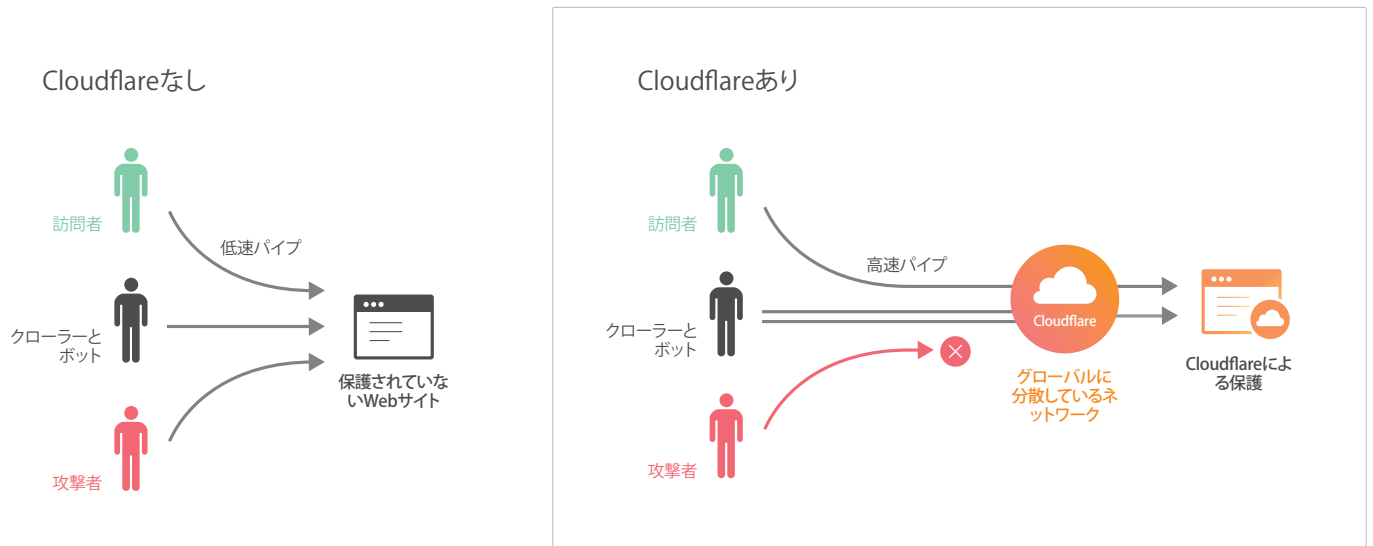 Cloudflareなし
訪問者
低速パイプ
クローラーと
ボット
保護されていな
いWebサイト
攻撃者
Cloudflareあり
訪問者
高速パイプ
クローラーと
ボット
Cloudflare
グローバルに
分散しているネ
ットワーク
Cloudflareによ
る保護
攻撃者